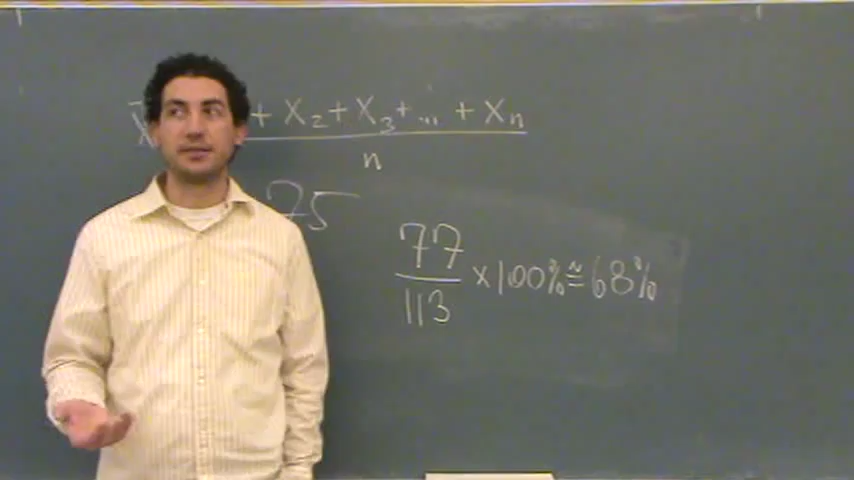 X + X₂ + X₃ + ... + Xₙ
n
75
77
113
x 100% ≅ 68%